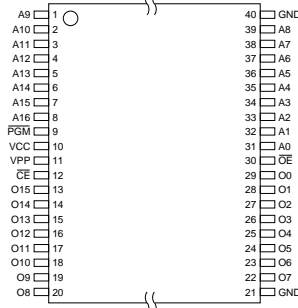 A9 1 40 GND
A10 2 39 A8
A11 3 38 A7
A12 4 37 A6
A13 5 36 A5
A14 6 35 A4
A15 7 34 A3
A16 8 33 A2
PGM 9 32 A1
VCC 10 31 A0
VPP 11 30 OE
CE 12 29 O0
O15 13 28 O1
O14 14 27 O2
O13 15 26 O3
O12 16 25 O4
O11 17 24 O5
O10 18 23 O6
O9 19 22 O7
O8 20 21 GND